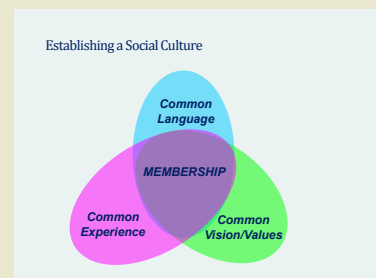 Establishing a Social Culture
Common
Language
MEMBERSHIP
Common
Experience
Common
Vision/Values